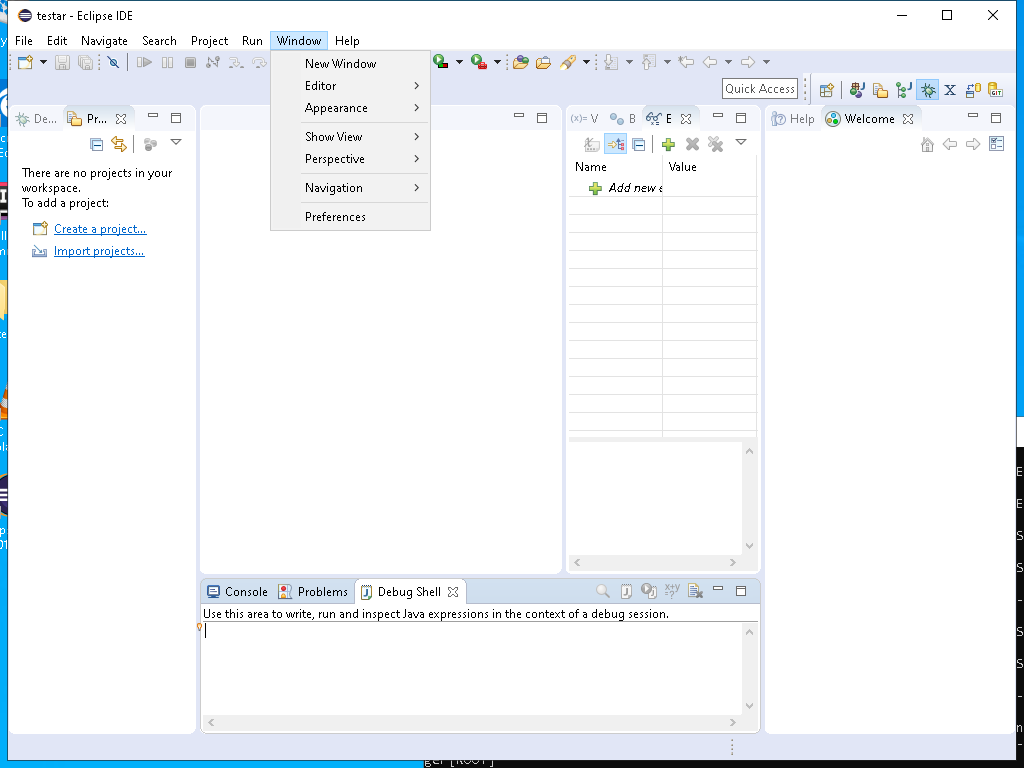 testar - Eclipse IDE
File Edit Navigate Search Project Run Window Help
New Window
Editor
Appearance
Show View
Perspective
Navigation
Preferences
Quick Access
De...
Pr...
There are no projects in your
workspace.
To add a project:
Create a project...
Import projects...
(x)= V
B
E
Name Value
Add new e
Help
Welcome
Console
Problems
Debug Shell
Use this area to write, run and inspect Java expressions in the context of a debug session.